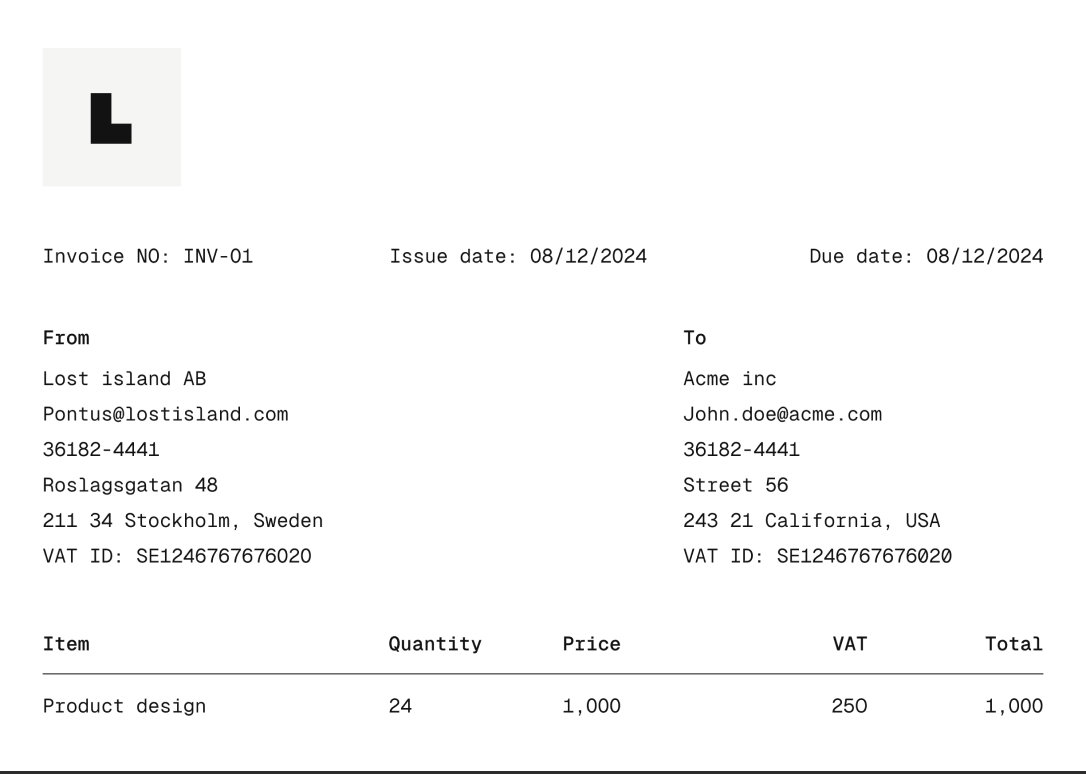 L
Invoice NO: INV-01 Issue date: 08/12/2024 Due date: 08/12/2024
From To
Lost island AB Acme inc
Pontus@lostisland.com John.doe@acme.com
36182-4441 36182-4441
Roslagsgatan 48 Street 56
211 34 Stockholm, Sweden 243 21 California, USA
VAT ID: SE1246767676020 VAT ID: SE1246767676020
Item Quantity Price VAT Total
Product design 24 1,000 250 1,000